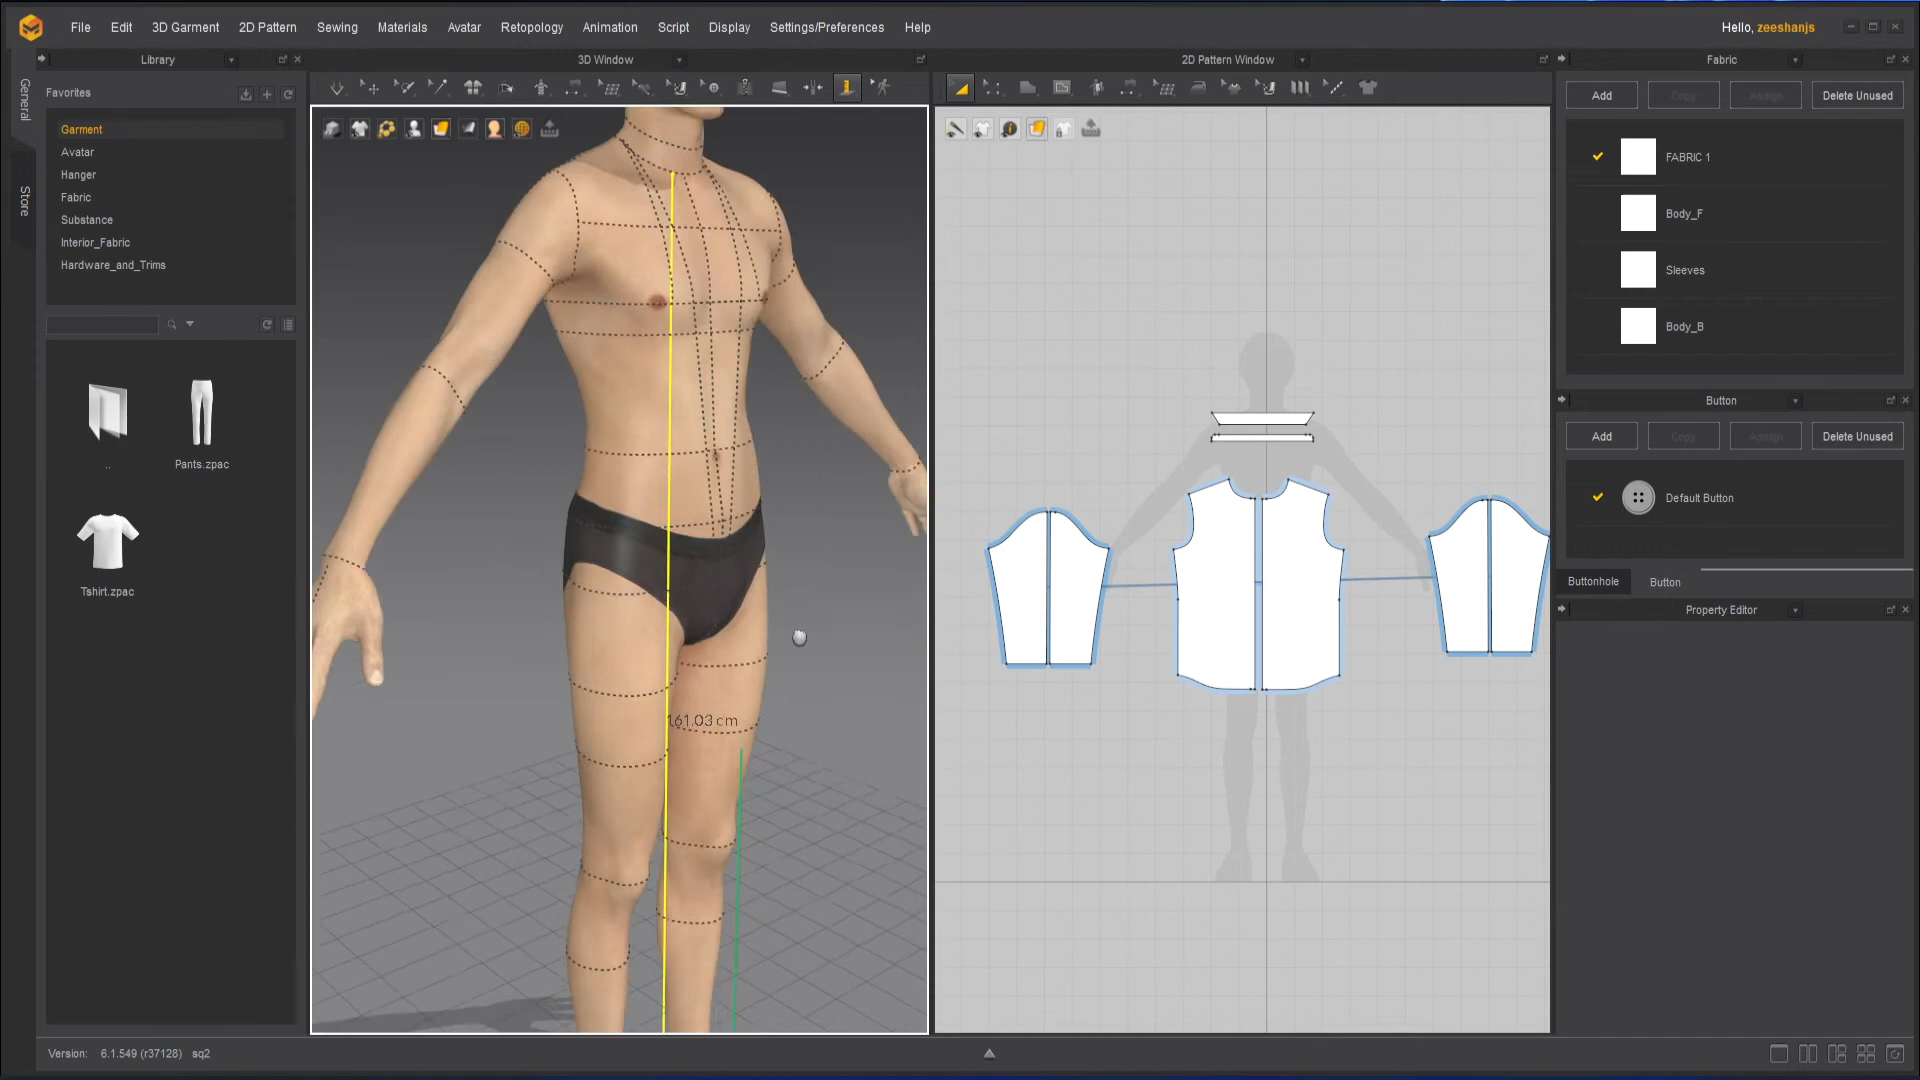 File Edit 3D Garment 2D Pattern Sewing Materials Avatar Retopology Animation Script Display Settings/Preferences Help
Hello, zeeshanjs
Library
3D Window
2D Pattern Window
Fabric
General
Store
Favorites
Garment
Avatar
Hanger
Fabric
Substance
Interior_Fabric
Hardware_and_Trims
..
Pants.zpac
Tshirt.zpac
161.03 cm
Add Copy Assign Delete Unused
FABRIC 1
Body_F
Sleeves
Body_B
Button
Add Copy Assign Delete Unused
Default Button
Buttonhole Button
Property Editor
Version: 6.1.549 (r37128) sq2